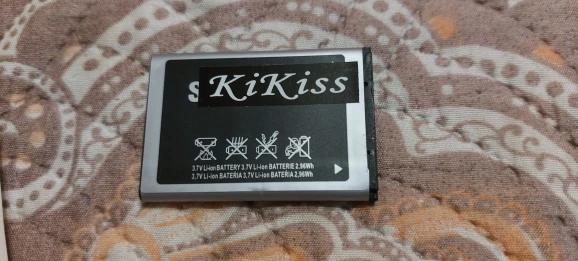 S KiKiss
3.7V Li-ion BATTERY 3.7V Li-ion BATTERIE 2.96Wh
3,7V Li-ion BATERÍA 3,7V Li-ion BATERIA 2,96Wh